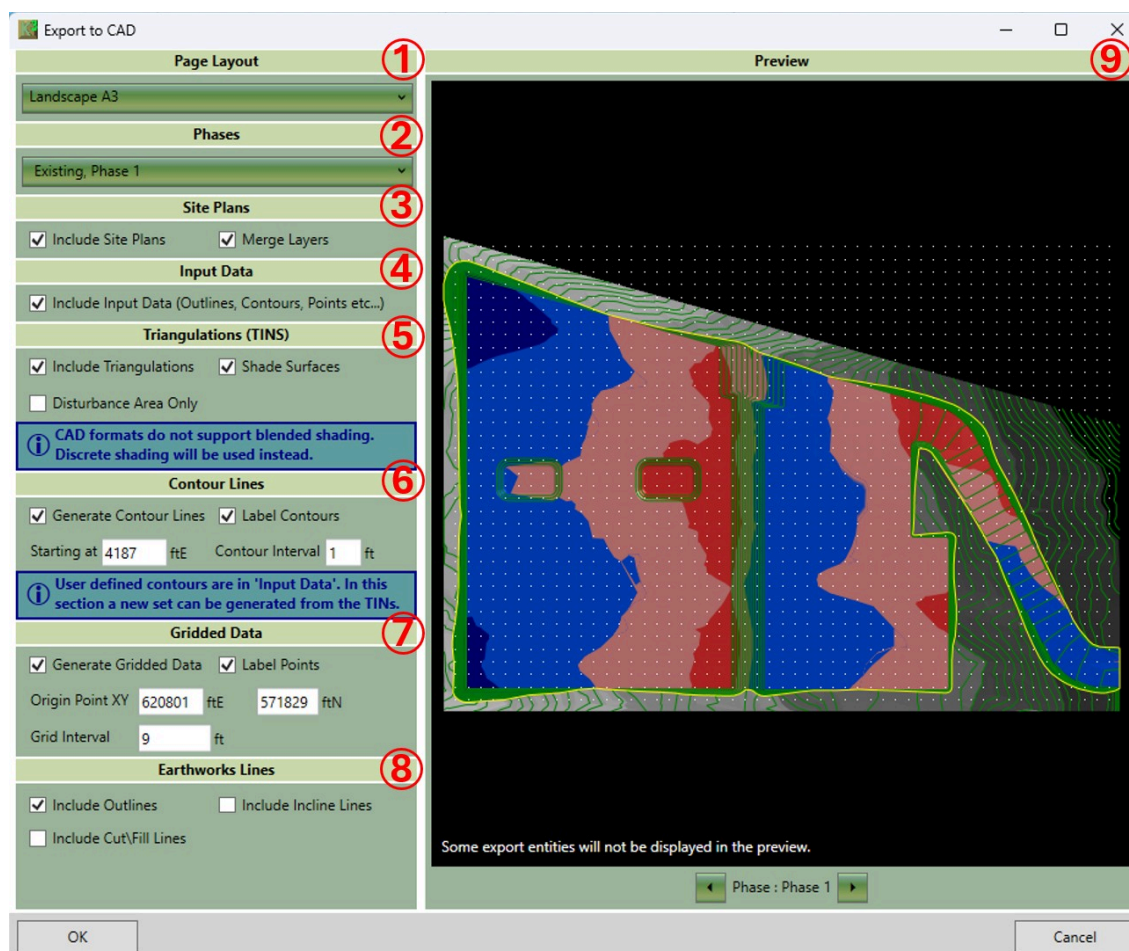 Export to CAD
Page Layout ①
Landscape A3
Phases ②
Existing, Phase 1
Site Plans ③
Include Site Plans Merge Layers
Input Data ④
Include Input Data (Outlines, Contours, Points etc...)
Triangulations (TINS) ⑤
Include Triangulations Shade Surfaces
Disturbance Area Only
CAD formats do not support blended shading.
Discrete shading will be used instead.
Contour Lines ⑥
Generate Contour Lines Label Contours
Starting at 4187 ftE Contour Interval 1 ft
User defined contours are in 'Input Data'. In this
section a new set can be generated from the TINs.
Gridded Data ⑦
Generate Gridded Data Label Points
Origin Point XY 620801 ftE 571829 ftN
Grid Interval 9 ft
Earthworks Lines ⑧
Include Outlines Include Incline Lines
Include Cut\Fill Lines
Preview ⑨
Some export entities will not be displayed in the preview.
Phase : Phase 1
OK Cancel